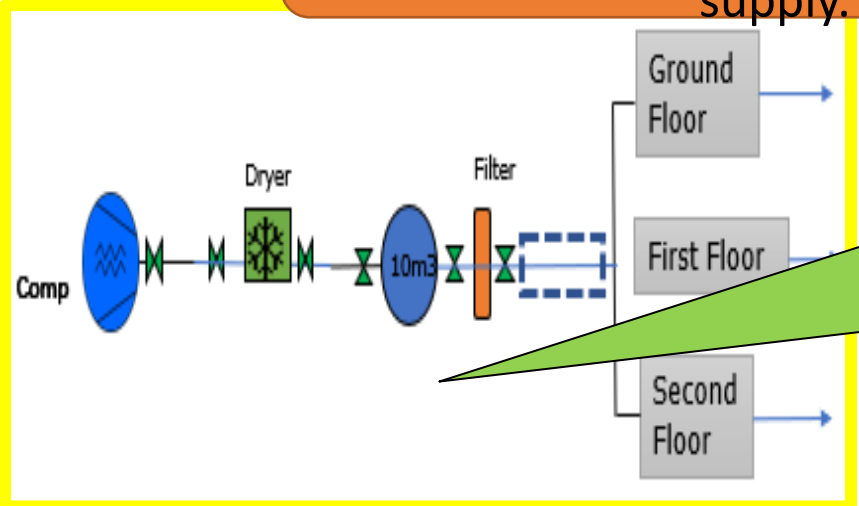 supply.
Ground
Floor
Dryer
Filter
10m3
First Floor
Comp
Second
Floor